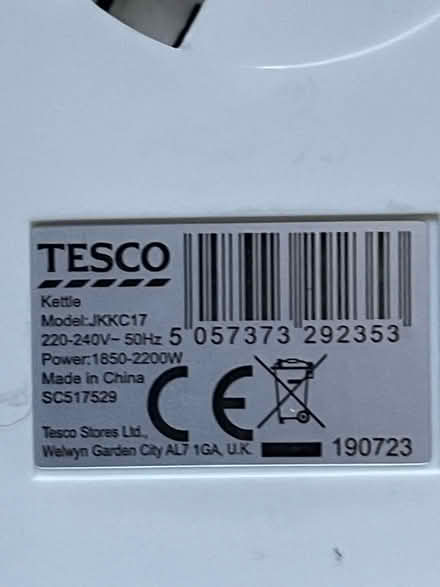 TESCO
Kettle
Model:JKKC17
220-240V~ 50Hz
Power:1850-2200W
Made in China
SC517529
5 057373 292353
CE
Tesco Stores Ltd.,
Welwyn Garden City AL7 1GA, U.K.
190723